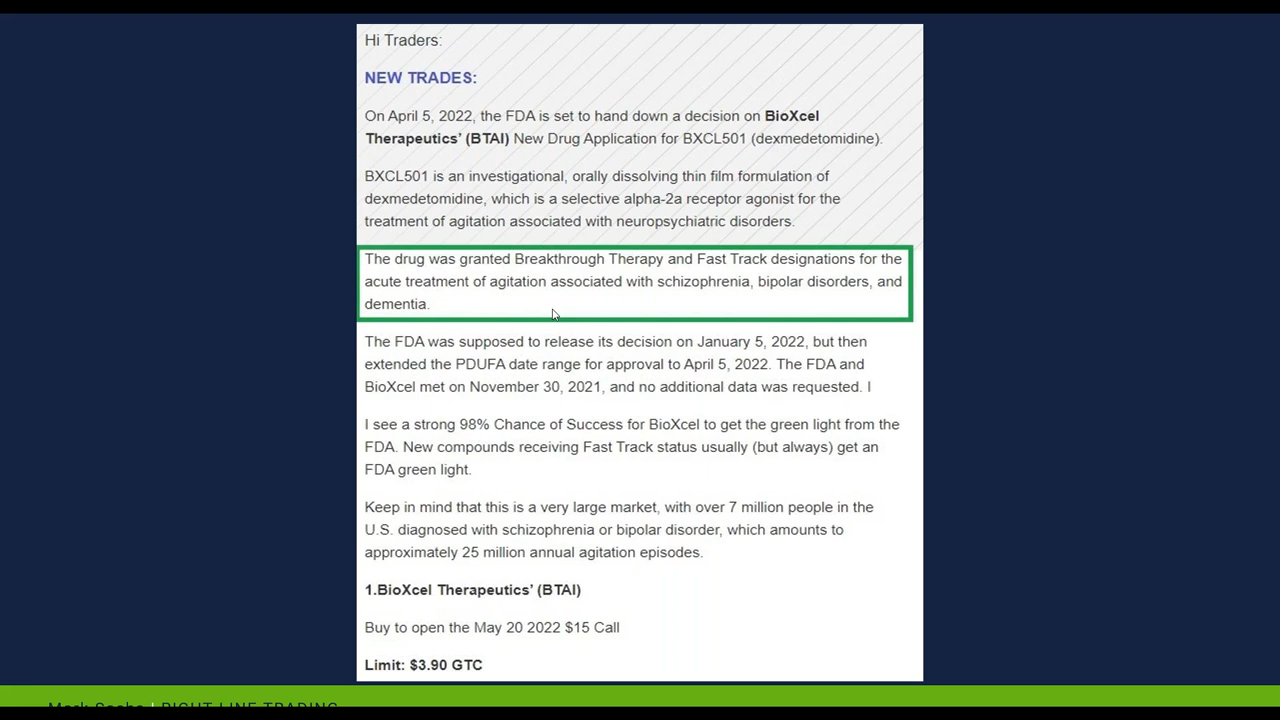 Hi Traders:
NEW TRADES:
On April 5, 2022, the FDA is set to hand down a decision on BioXcel
Therapeutics’ (BTAI) New Drug Application for BXCL501 (dexmedetomidine).
BXCL501 is an investigational, orally dissolving thin film formulation of
dexmedetomidine, which is a selective alpha-2a receptor agonist for the
treatment of agitation associated with neuropsychiatric disorders.
The drug was granted Breakthrough Therapy and Fast Track designations for the
acute treatment of agitation associated with schizophrenia, bipolar disorders, and
dementia.
The FDA was supposed to release its decision on January 5, 2022, but then
extended the PDUFA date range for approval to April 5, 2022. The FDA and
BioXcel met on November 30, 2021, and no additional data was requested. I
I see a strong 98% Chance of Success for BioXcel to get the green light from the
FDA. New compounds receiving Fast Track status usually (but always) get an
FDA green light.
Keep in mind that this is a very large market, with over 7 million people in the
U.S. diagnosed with schizophrenia or bipolar disorder, which amounts to
approximately 25 million annual agitation episodes.
1.BioXcel Therapeutics’ (BTAI)
Buy to open the May 20 2022 $15 Call
Limit: $3.90 GTC
| RIGHT LINE TRADING